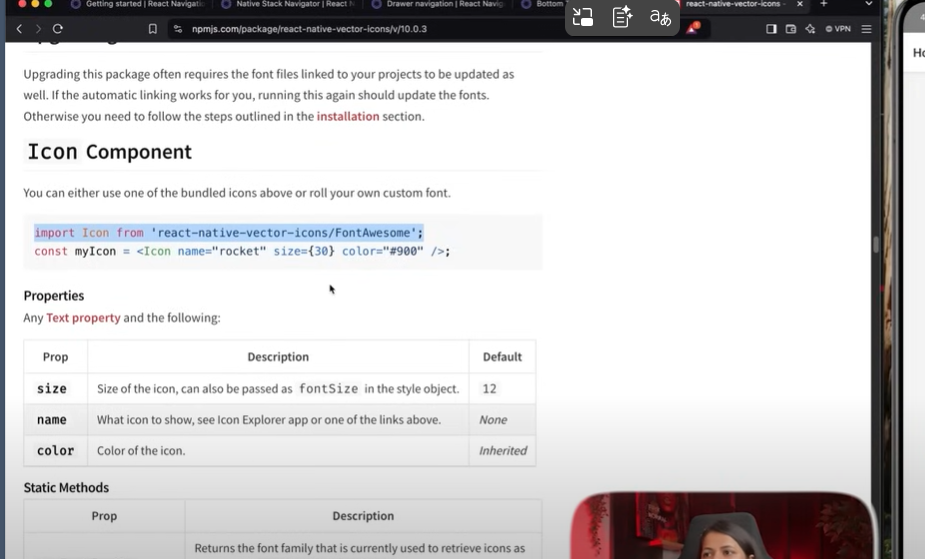 Getting started | React Navigati
Native Stack Navigator | React N
Drawer navigation | React Navig
Bottom
react-native-vector-icons -
npmjs.com/package/react-native-vector-icons/v/10.0.3
VPN
Upgrading this package often requires the font files linked to your projects to be updated as
well. If the automatic linking works for you, running this again should update the fonts.
Otherwise you need to follow the steps outlined in the installation section.
Icon Component
You can either use one of the bundled icons above or roll your own custom font.
import Icon from 'react-native-vector-icons/FontAwesome';
const myIcon = <Icon name="rocket" size={30} color="#900" />;
Properties
Any Text property and the following:
Prop Description Default
size Size of the icon, can also be passed as fontSize in the style object. 12
name What icon to show, see Icon Explorer app or one of the links above. None
color Color of the icon. Inherited
Static Methods
Prop Description
Returns the font family that is currently used to retrieve icons as